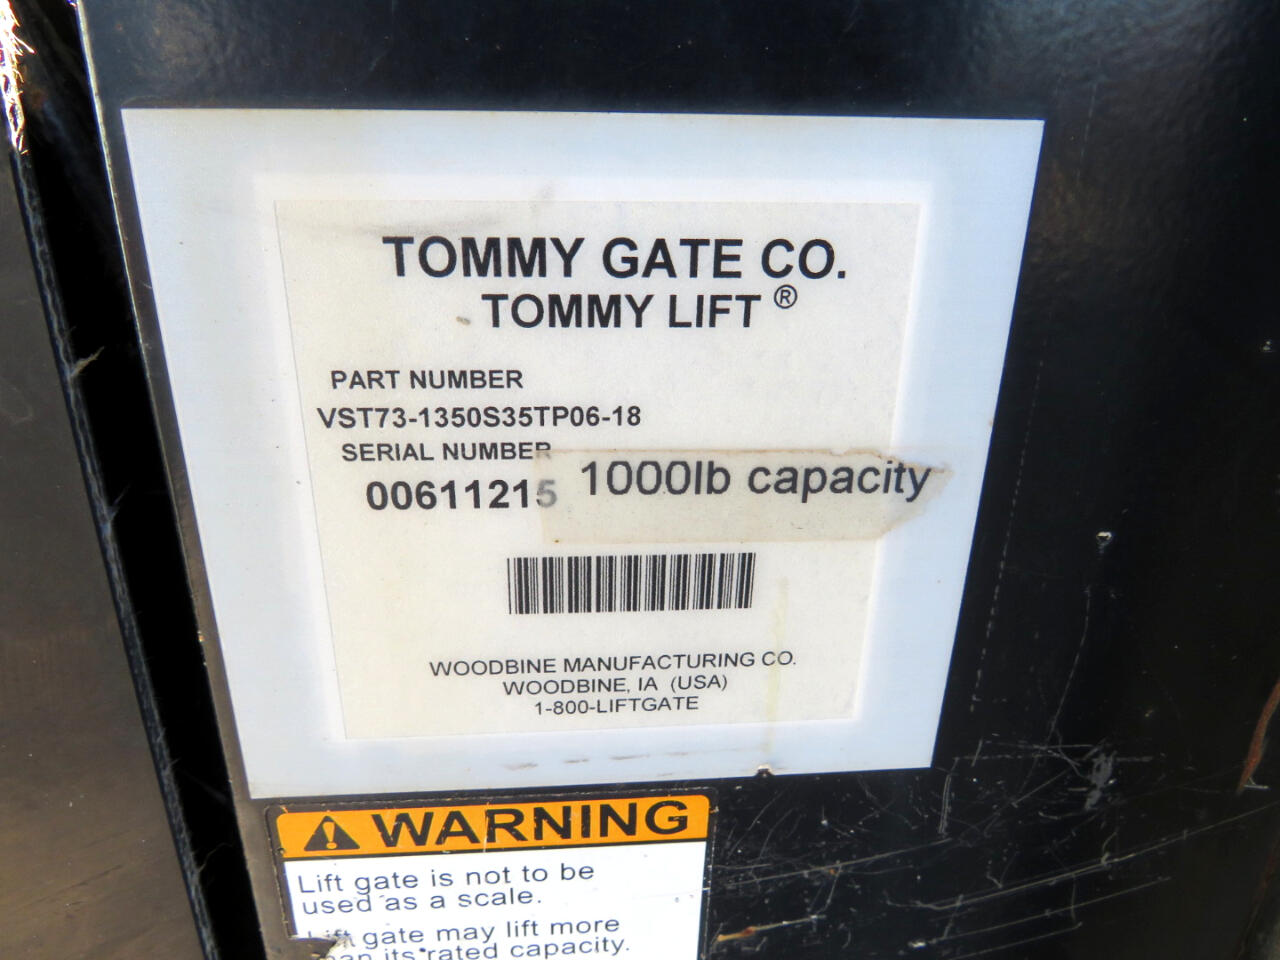 TOMMY GATE CO.
TOMMY LIFT ®
PART NUMBER
VST73-1350S35TP06-18
SERIAL NUMBER
00611215
1000lb capacity
WOODBINE MANUFACTURING CO.
WOODBINE, IA (USA)
1-800-LIFTGATE
WARNING
Lift gate is not to be
used as a scale.
Lift gate may lift more
than its rated capacity.